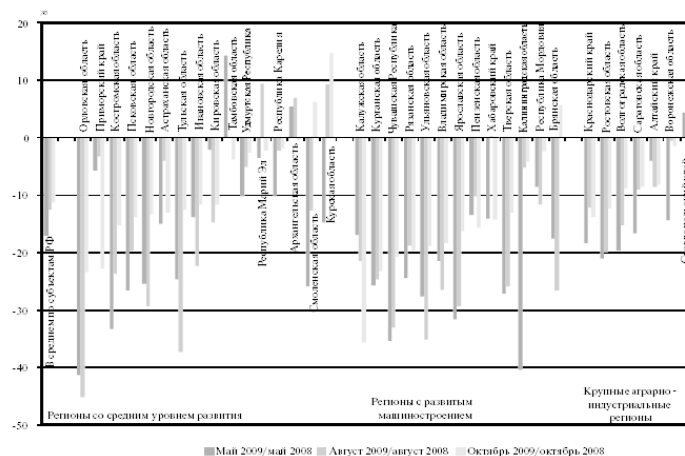 20
10
0
-10
-20
-30
-40
-50
В среднем по субъектам РФ
Орловская область
Приморский край
Костромская область
Псковская область
Новгородская область
Астраханская область
Тульская область
Ивановская область
Кировская область
Тамбовская область
Удмуртская Республика
Республика Марий Эл
Республика Карелия
Архангельская область
Смоленская область
Курская область
Калужская область
Курганская область
Чувашская Республика
Рязанская область
Ульяновская область
Владимирская область
Ярославская область
Пензенская область
Хабаровский край
Тверская область
Калининградская область
Республика Мордовия
Брянская область
Краснодарский край
Ростовская область
Волгоградская область
Саратовская область
Алтайский край
Воронежская область
Регионы со средним уровнем развития
Регионы с развитым
машиностроением
Крупные аграрно-
индустриальные
регионы
Май 2009/май 2008
Август 2009/август 2008
Октябрь 2009/октябрь 2008